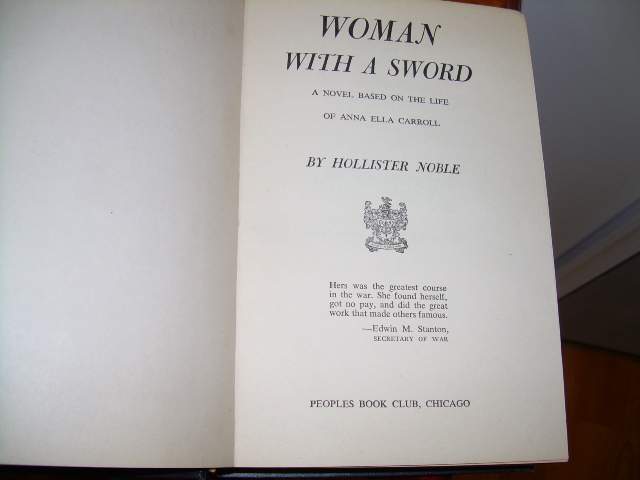 WOMAN
WITH A SWORD
A NOVEL BASED ON THE LIFE
OF ANNA ELLA CARROLL
BY HOLLISTER NOBLE
Hers was the greatest course
in the war. She found herself,
got no pay, and did the great
work that made others famous.
—Edwin M. Stanton,
SECRETARY OF WAR
PEOPLES BOOK CLUB, CHICAGO